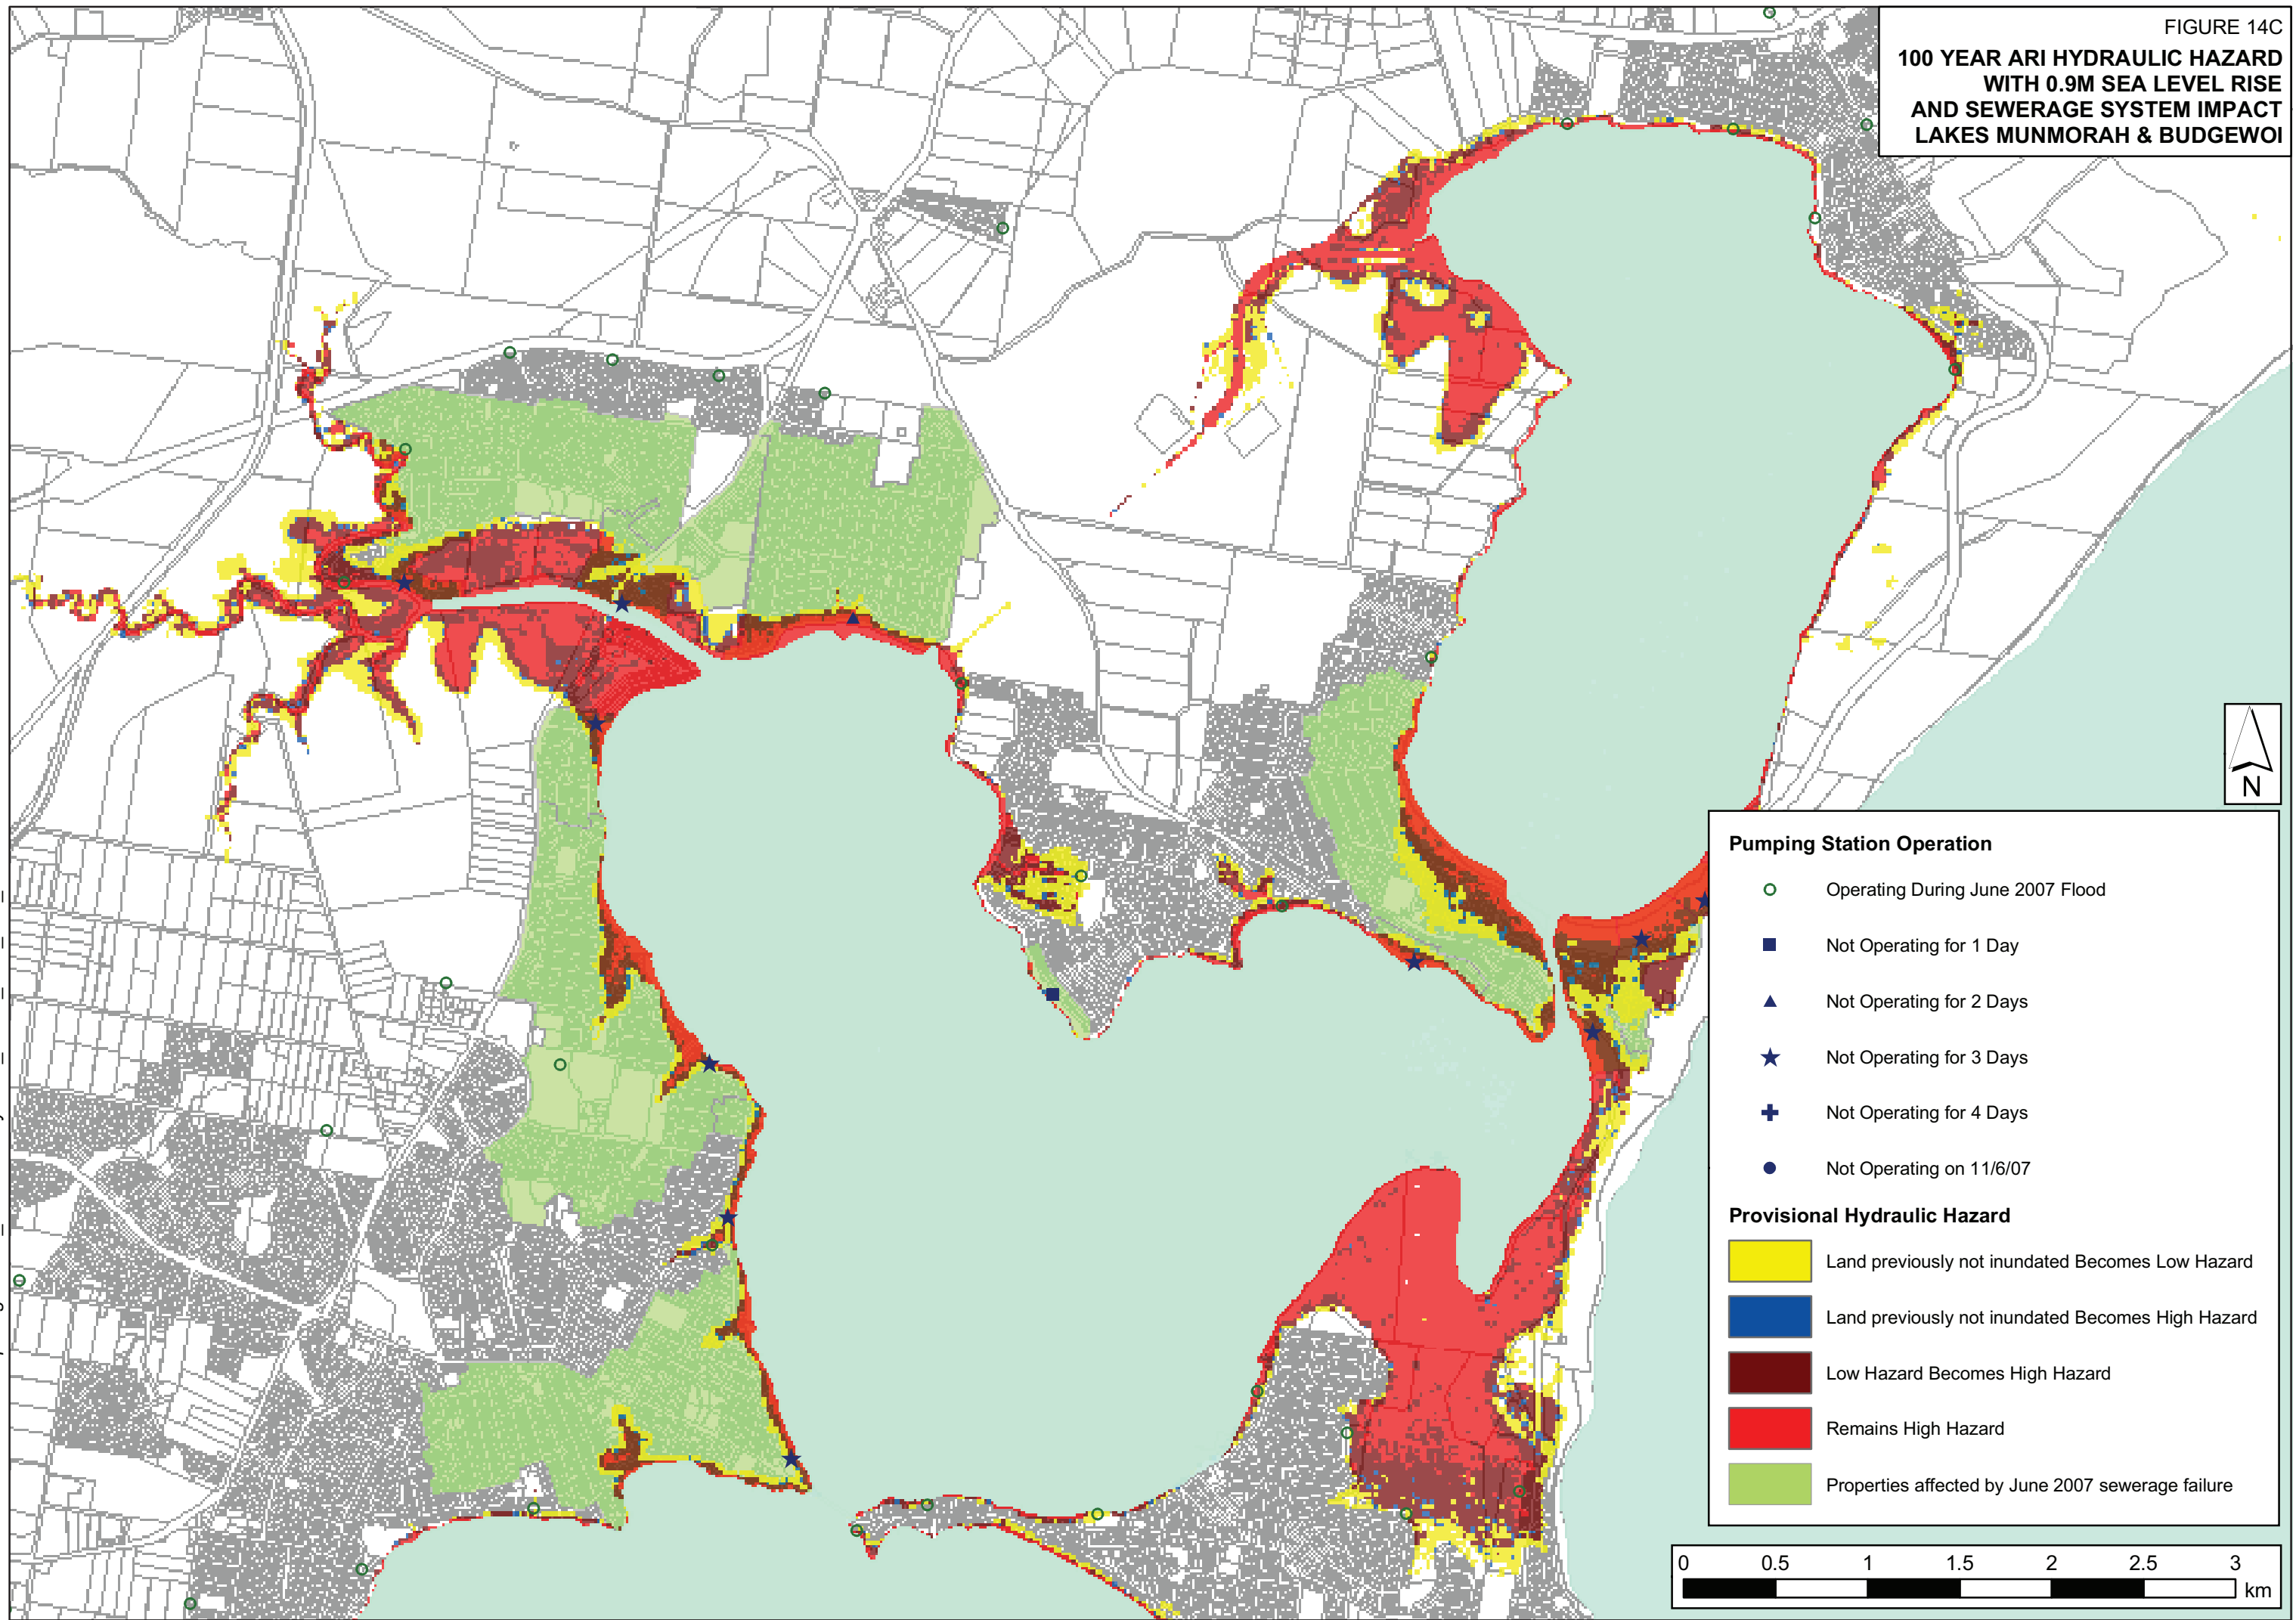 FIGURE 14C
100 YEAR ARI HYDRAULIC HAZARD
WITH 0.9M SEA LEVEL RISE
AND SEWERAGE SYSTEM IMPACT
LAKES MUNMORAH & BUDGEWOI
N
Pumping Station Operation
Operating During June 2007 Flood
Not Operating for 1 Day
Not Operating for 2 Days
Not Operating for 3 Days
Not Operating for 4 Days
Not Operating on 11/6/07
Provisional Hydraulic Hazard
Land previously not inundated Becomes Low Hazard
Land previously not inundated Becomes High Hazard
Low Hazard Becomes High Hazard
Remains High Hazard
Properties affected by June 2007 sewerage failure
0 0.5 1 1.5 2 2.5 3
km